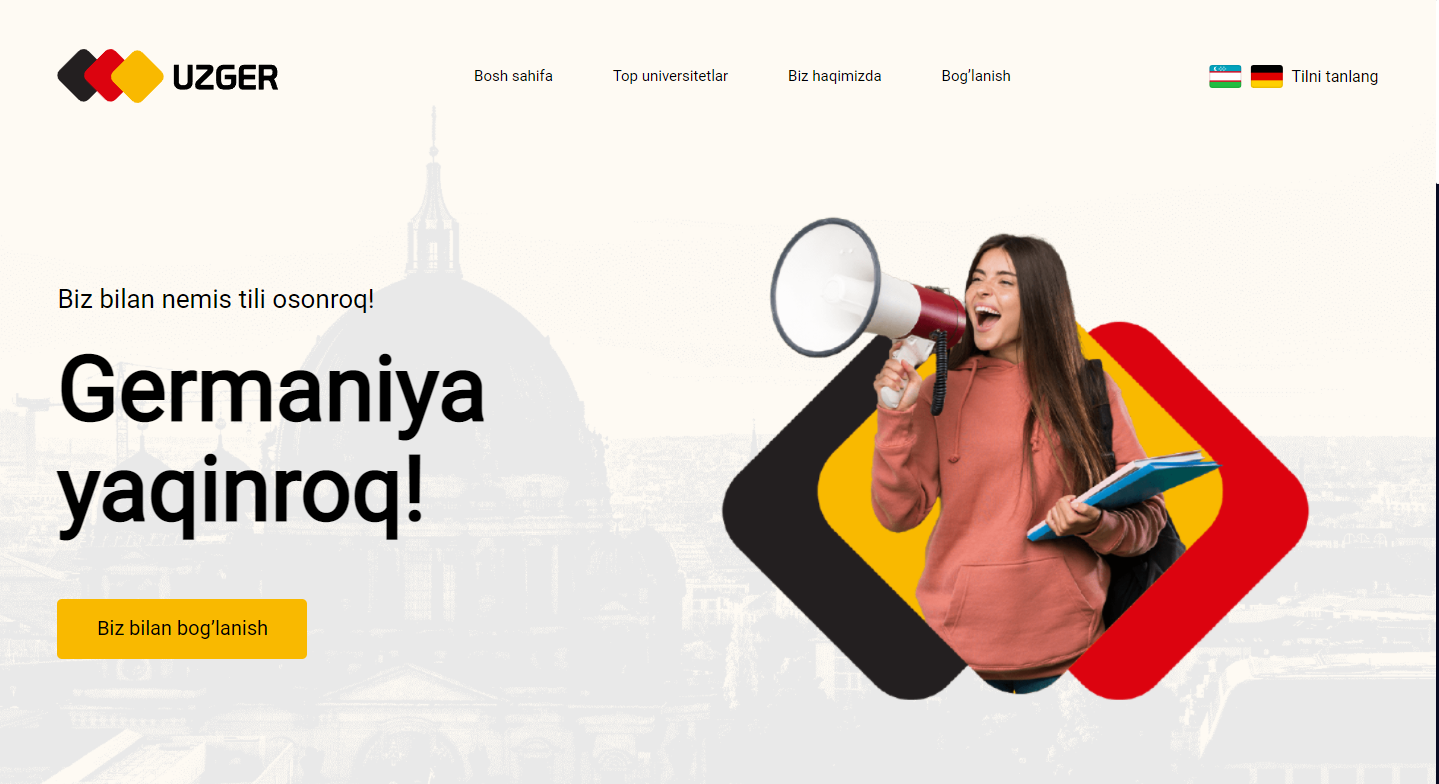 UZGER
Bosh sahifa
Top universitetlar
Biz haqimizda
Bog’lanish
Tilni tanlang
Biz bilan nemis tili osonroq!
Germaniya
yaqinroq!
Biz bilan bog’lanish